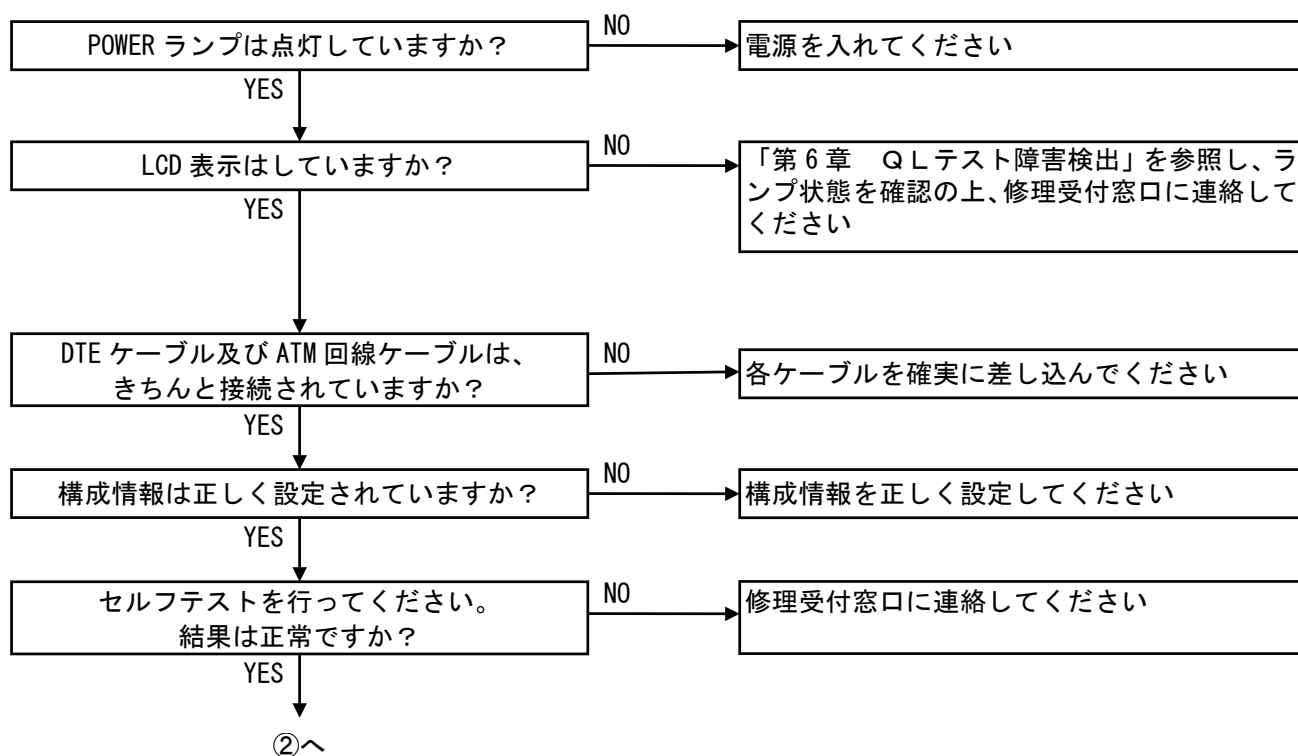 POWER ランプは点灯していますか？
NO
電源を入れてください
YES
LCD 表示はしていますか？
NO
「第６章　ＱＬテスト障害検出」を参照し、ラ
ンプ状態を確認の上、修理受付窓口に連絡して
ください
YES
DTE ケーブル及び ATM 回線ケーブルは、
きちんと接続されていますか？
NO
各ケーブルを確実に差し込んでください
YES
構成情報は正しく設定されていますか？
NO
構成情報を正しく設定してください
YES
セルフテストを行ってください。
結果は正常ですか？
NO
修理受付窓口に連絡してください
YES
②へ